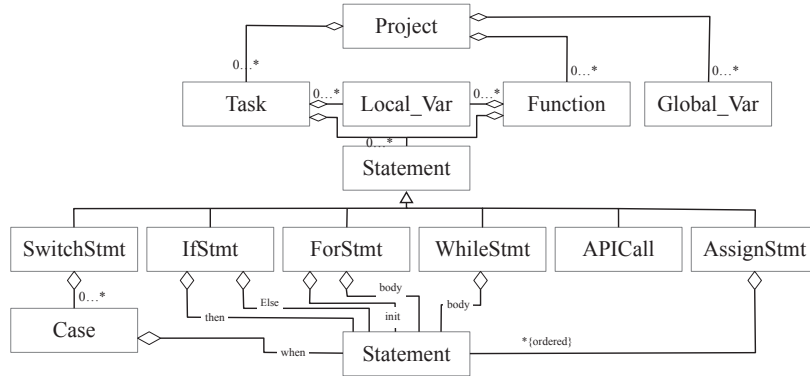 Project
0...*
0...*
0...*
Task
0...*
Local_Var
0...*
Function
Global_Var
0...*
Statement
SwitchStmt
IfStmt
ForStmt
WhileStmt
APICall
AssignStmt
0...*
Else
body
body
then
init
Case
when
Statement
*{ordered}